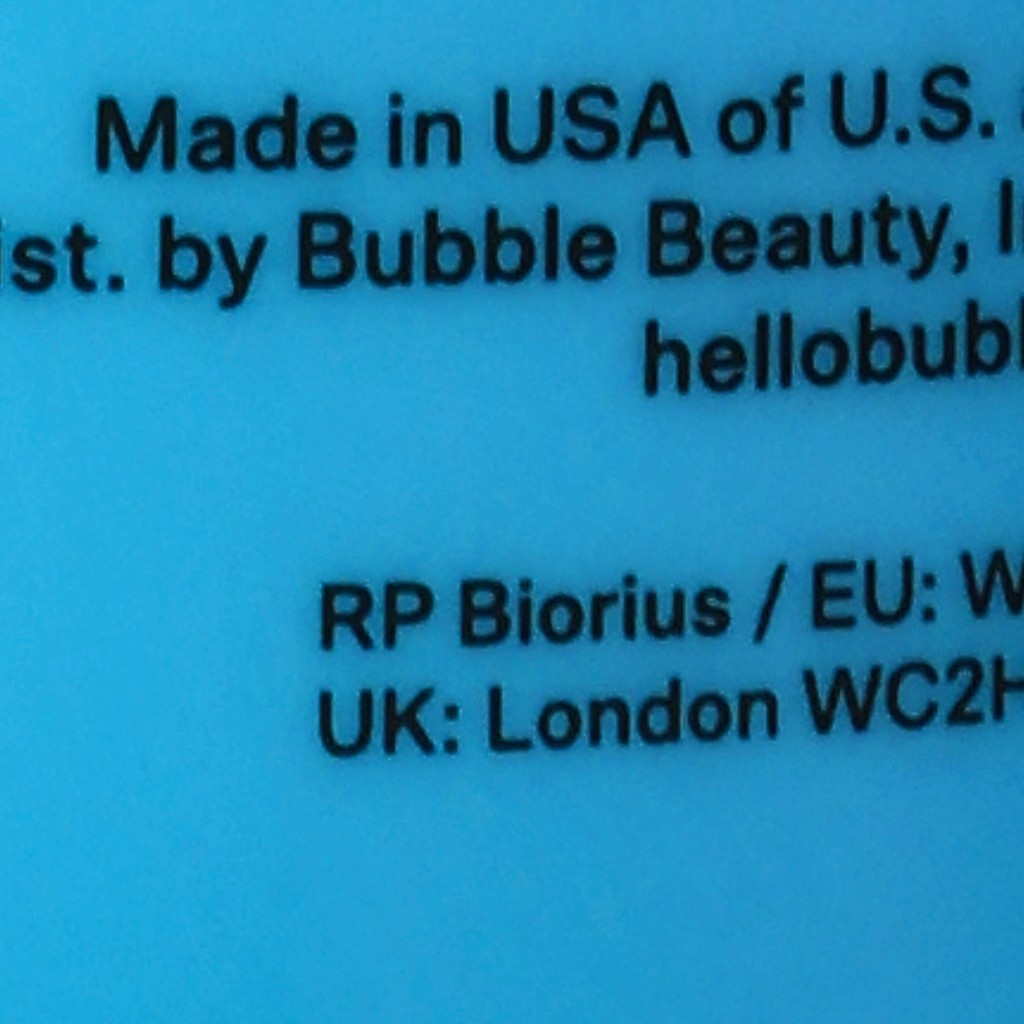 Made in USA of U.S.
ist. by Bubble Beauty,
hellobubl
RP Biorius / EU: W
UK: London WC2H